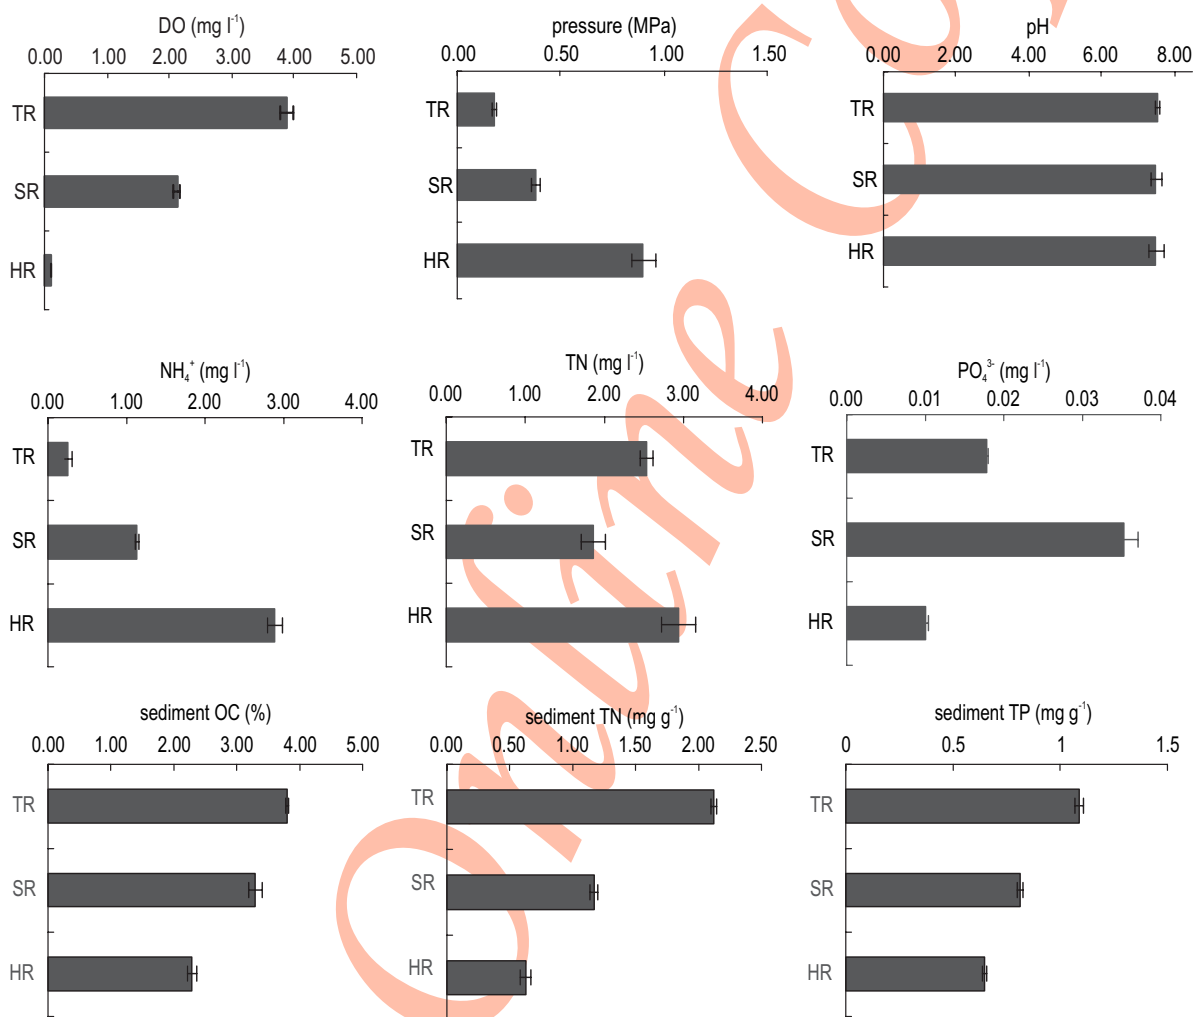 DO (mg l⁻¹)
0.00 1.00 2.00 3.00 4.00 5.00
TR
SR
HR
pressure (MPa)
0.00 0.50 1.00 1.50
TR
SR
HR
pH
0.00 2.00 4.00 6.00 8.00
TR
SR
HR
NH₄⁺ (mg l⁻¹)
0.00 1.00 2.00 3.00 4.00
TR
SR
HR
TN (mg l⁻¹)
0.00 1.00 2.00 3.00 4.00
TR
SR
HR
PO₄³⁻ (mg l⁻¹)
0.00 0.01 0.02 0.03 0.04
TR
SR
HR
sediment OC (%)
0.00 1.00 2.00 3.00 4.00 5.00
TR
SR
HR
sediment TN (mg g⁻¹)
0.00 0.50 1.00 1.50 2.00 2.50
TR
SR
HR
sediment TP (mg g⁻¹)
0 0.5 1 1.5
TR
SR
HR
Online